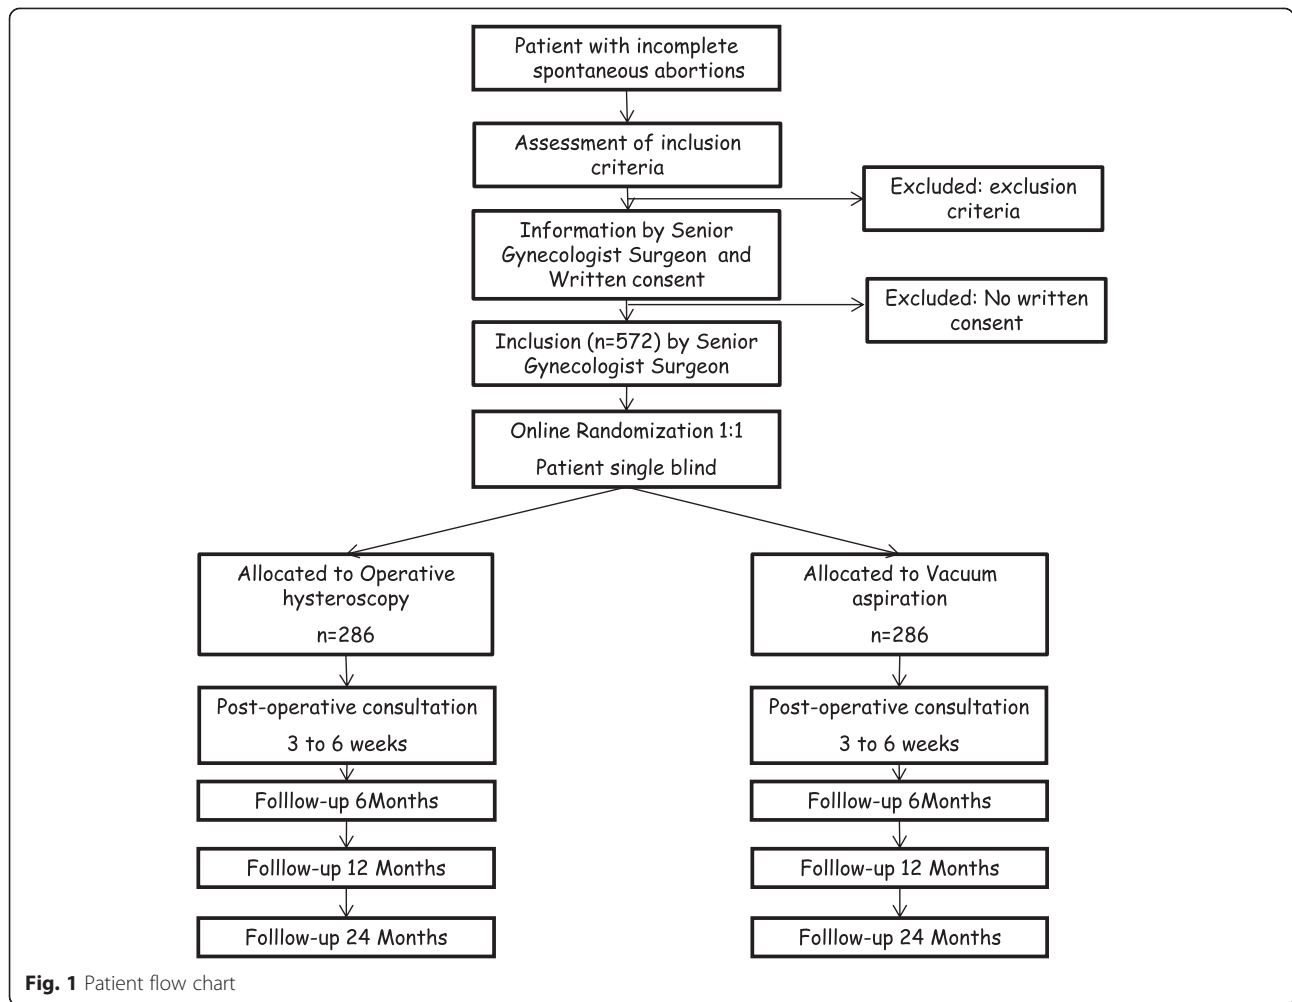 Patient with incomplete
spontaneous abortions
Assessment of inclusion
criteria
Excluded: exclusion
criteria
Information by Senior
Gynecologist Surgeon and
Written consent
Excluded: No written
consent
Inclusion (n=572) by Senior
Gynecologist Surgeon
Online Randomization 1:1
Patient single blind
Allocated to Operative
hysteroscopy
n=286
Allocated to Vacuum
aspiration
n=286
Post-operative consultation
3 to 6 weeks
Post-operative consultation
3 to 6 weeks
Folllow-up 6Months
Folllow-up 6Months
Folllow-up 12 Months
Folllow-up 12 Months
Folllow-up 24 Months
Folllow-up 24 Months
Fig. 1 Patient flow chart